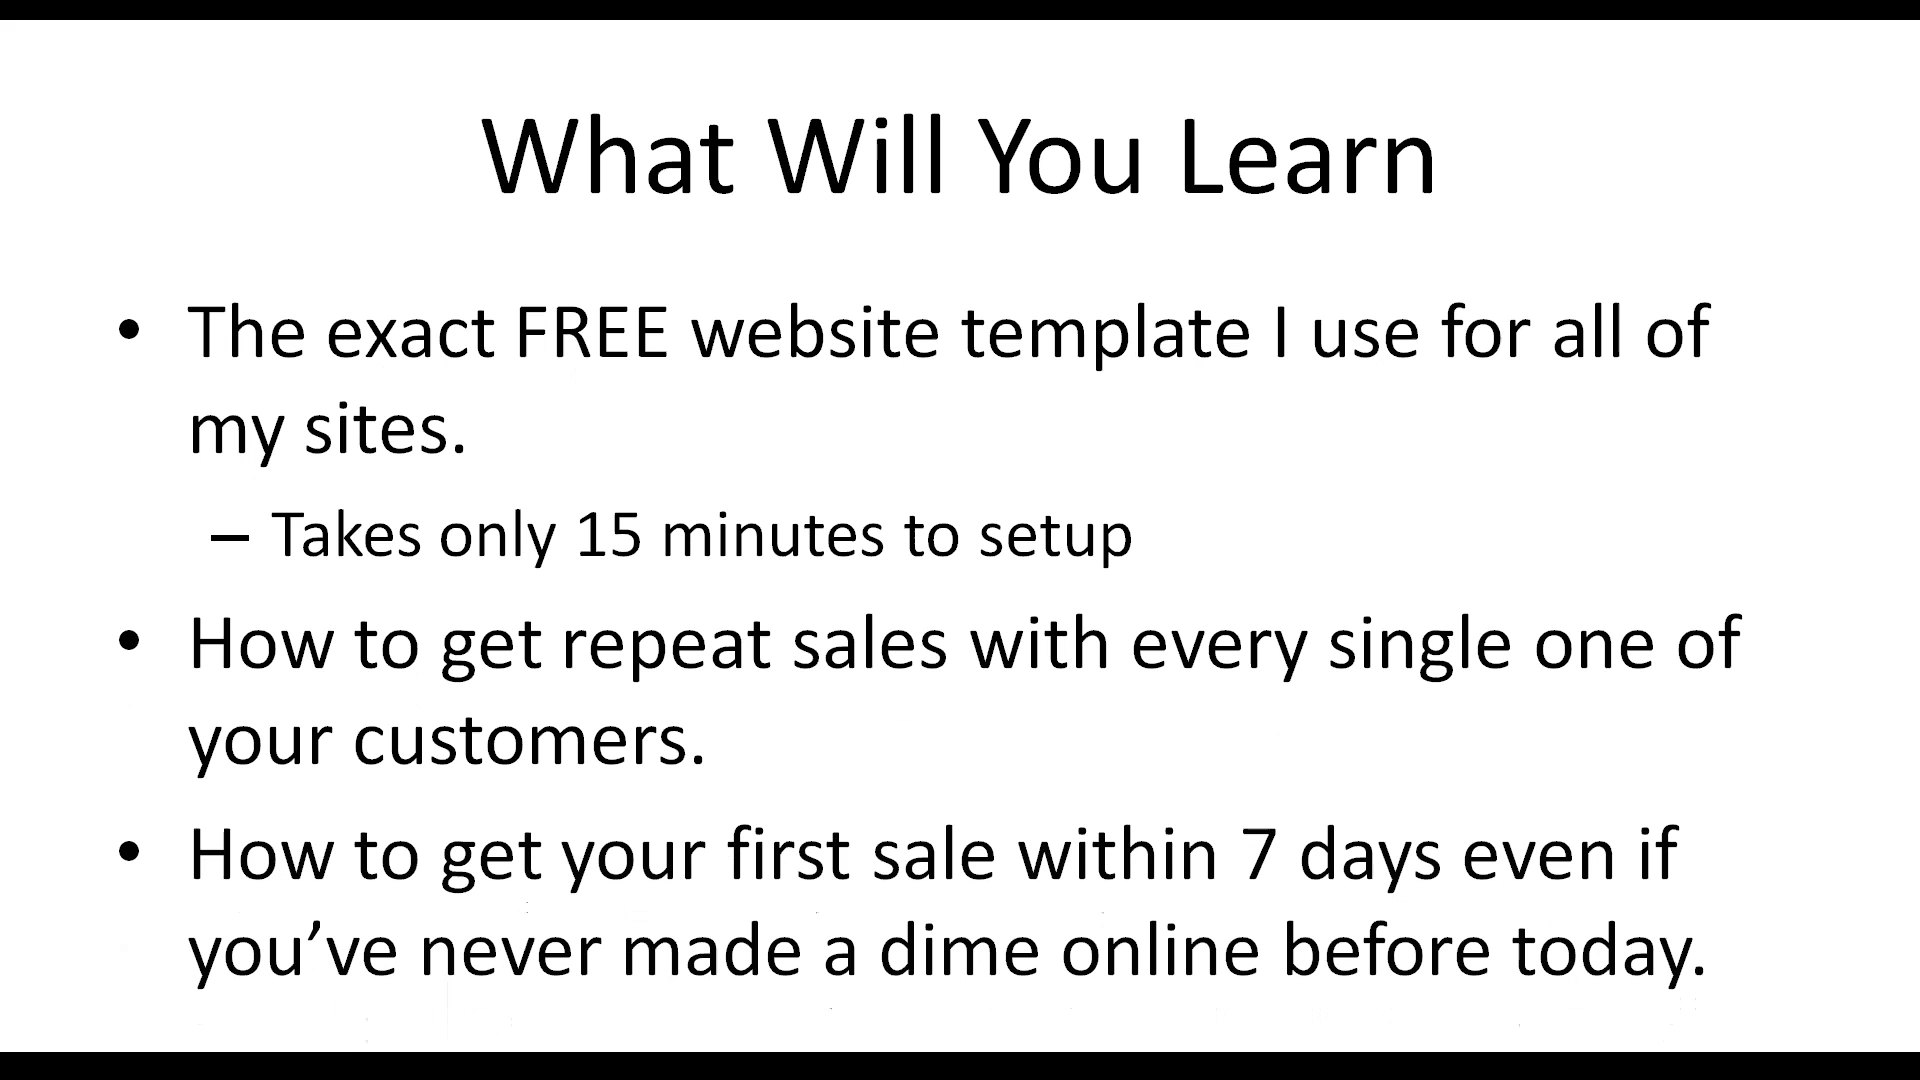 What Will You Learn
• The exact FREE website template I use for all of
my sites.
– Takes only 15 minutes to setup
• How to get repeat sales with every single one of
your customers.
• How to get your first sale within 7 days even if
you’ve never made a dime online before today.